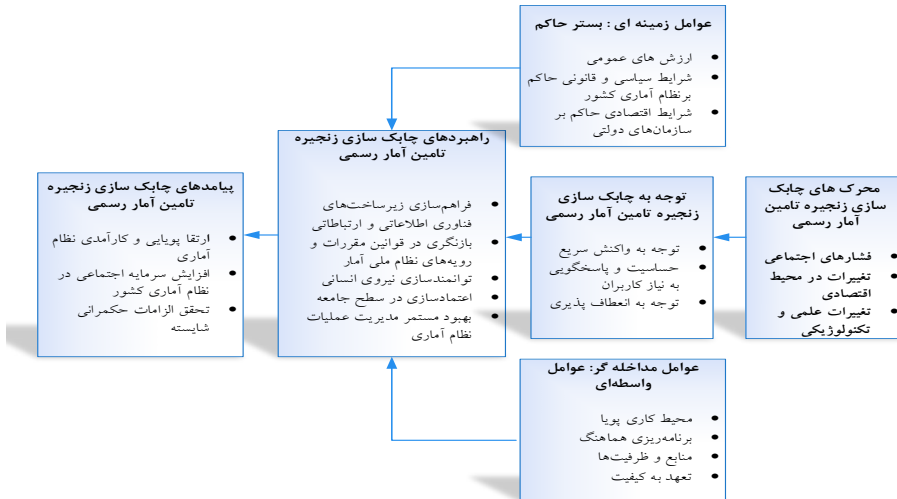 عوامل زمینه ای : بستر حاکم
ارزش های عمومی
شرایط سیاسی و قانونی حاکم
برنظام آماری کشور
شرایط اقتصادی حاکم بر
سازمان‌های دولتی
محرک های چابک
سازی زنجیره تامین
آمار رسمی
فشارهای اجتماعی
تغییرات در محیط
اقتصادی
تغییرات علمی و
تکنولوژیکی
توجه به چابک سازی
زنجیره تامین آمار رسمی
توجه به واکنش سریع
حساسیت و پاسخگویی
به نیاز کاربران
توجه به انعطاف پذیری
راهبردهای چابک سازی زنجیره
تامین آمار رسمی
فراهم‌سازی زیرساخت‌های
فناوری اطلاعاتی و ارتباطاتی
بازنگری در قوانین مقررات و
رویه‌های نظام ملی آمار
توانمندسازی نیروی انسانی
اعتمادسازی در سطح جامعه
بهبود مستمر مدیریت عملیات
نظام آماری
پیامدهای چابک سازی زنجیره
تامین آمار رسمی
ارتقا پویایی و کارآمدی نظام
آماری
افزایش سرمایه اجتماعی در
نظام آماری کشور
تحقق الزامات حکمرانی
شایسته
عوامل مداخله گر: عوامل
واسطه‌ای
محیط کاری پویا
برنامه‌ریزی هماهنگ
منابع و ظرفیت‌ها
تعهد به کیفیت